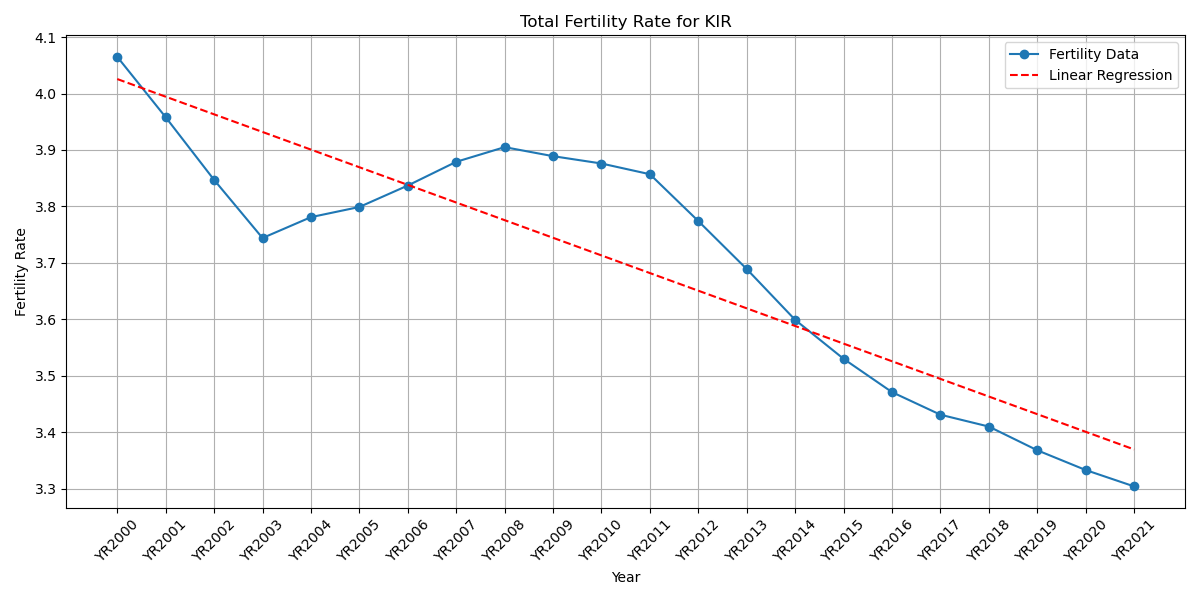 Total Fertility Rate for KIR
Fertility Data
Linear Regression
Fertility Rate
4.1
4.0
3.9
3.8
3.7
3.6
3.5
3.4
3.3
YR2000
YR2001
YR2002
YR2003
YR2004
YR2005
YR2006
YR2007
YR2008
YR2009
YR2010
YR2011
YR2012
YR2013
YR2014
YR2015
YR2016
YR2017
YR2018
YR2019
YR2020
YR2021
Year